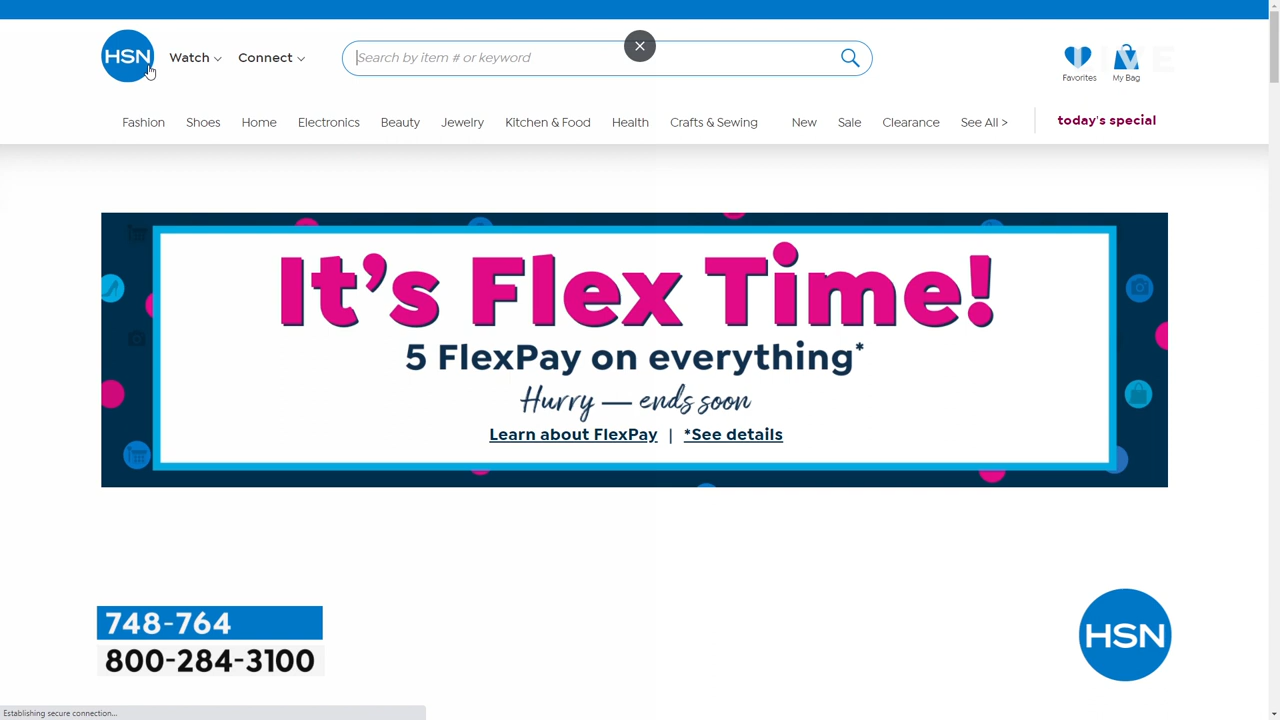 HSN
Watch
Connect
Search by item # or keyword
LIVE
Favorites
My Bag
Fashion
Shoes
Home
Electronics
Beauty
Jewelry
Kitchen & Food
Health
Crafts & Sewing
New
Sale
Clearance
See All >
today's special
It's Flex Time!
5 FlexPay on everything*
Hurry — ends soon
Learn about FlexPay | *See details
748-764
800-284-3100
HSN
Establishing secure connection...